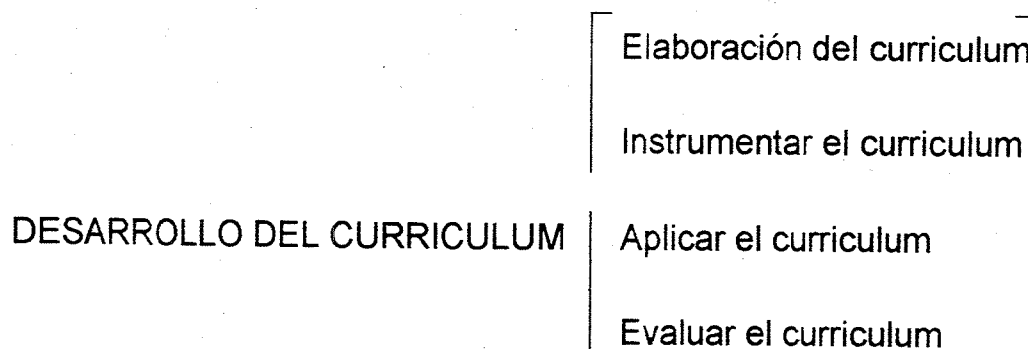 Elaboración del curriculum
Instrumentar el curriculum
DESARROLLO DEL CURRICULUM
Aplicar el curriculum
Evaluar el curriculum